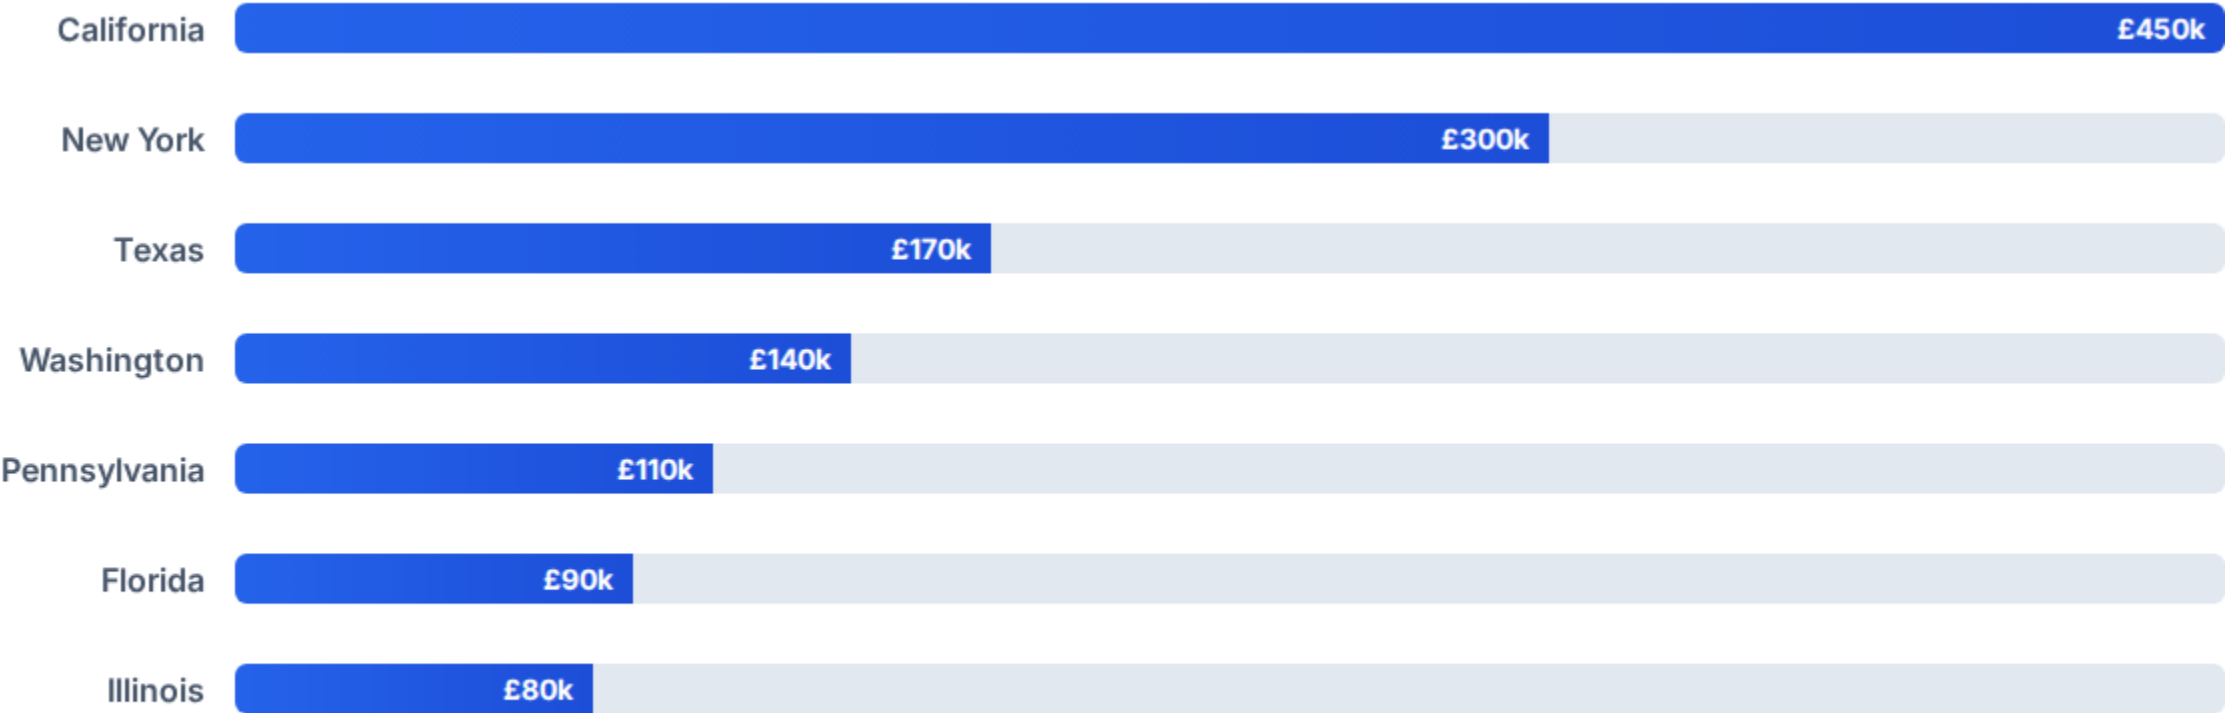 California £450k
New York £300k
Texas £170k
Washington £140k
Pennsylvania £110k
Florida £90k
Illinois £80k